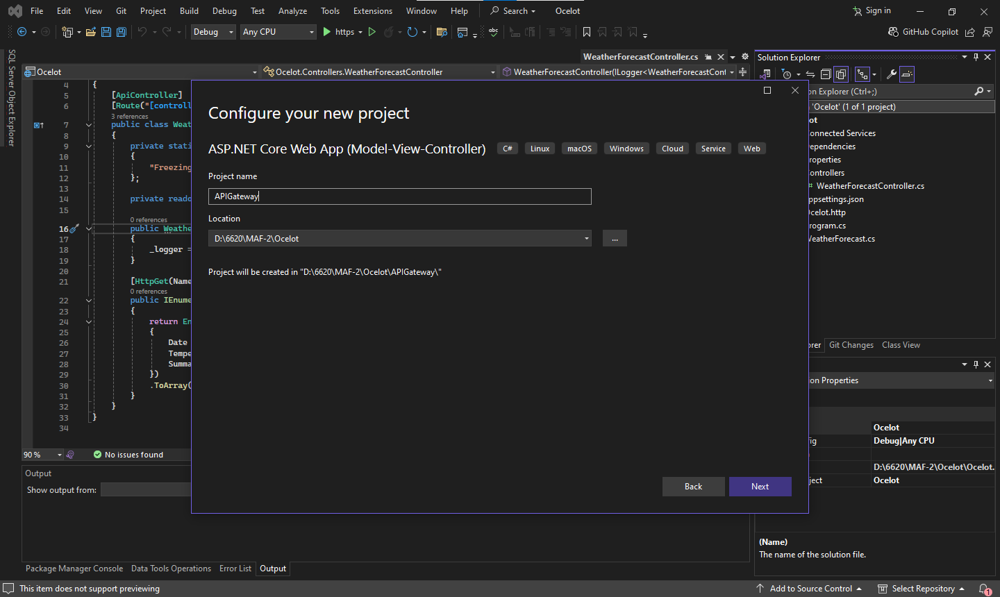 File Edit View Git Project Build Debug Test Analyze Tools Extensions Window Help Search Ocelot Sign in
Debug Any CPU https GitHub Copilot
SQL Server Object Explorer
WeatherForecastController.cs
Ocelot Ocelot.Controllers.WeatherForecastController WeatherForecastController(ILogger<WeatherForecastCont
4 {
5 [ApiController]
6 [Route("[controll
3 references
7 public class Weat
8 {
9 private stati
10 {
11 "Freezing
12 };
13
14 private reado
15
0 references
16 public Weathe
17 {
18 _logger =
19 }
20
21 [HttpGet(Name
0 references
22 public IEnume
23 {
24 return En
25 {
26 Date
27 Tempe
28 Summa
29 })
30 .ToArray(
31 }
32 }
33 }
34
90 % No issues found
Output
Show output from:
Package Manager Console Data Tools Operations Error List Output
Configure your new project
ASP.NET Core Web App (Model-View-Controller) C# Linux macOS Windows Cloud Service Web
Project name
APIGateway
Location
D:\6620\MAF-2\Ocelot
...
Project will be created in "D:\6620\MAF-2\Ocelot\APIGateway\"
Back Next
Solution Explorer
on Explorer (Ctrl+;)
'Ocelot' (1 of 1 project)
ot
onnected Services
ependencies
roperties
ontrollers
WeatherForecastController.cs
ppsettings.json
celot.http
rogram.cs
WeatherForecast.cs
rer Git Changes Class View
on Properties
Ocelot
fig Debug|Any CPU
D:\6620\MAF-2\Ocelot\Ocelot.
ject Ocelot
(Name)
The name of the solution file.
This item does not support previewing Add to Source Control Select Repository 1